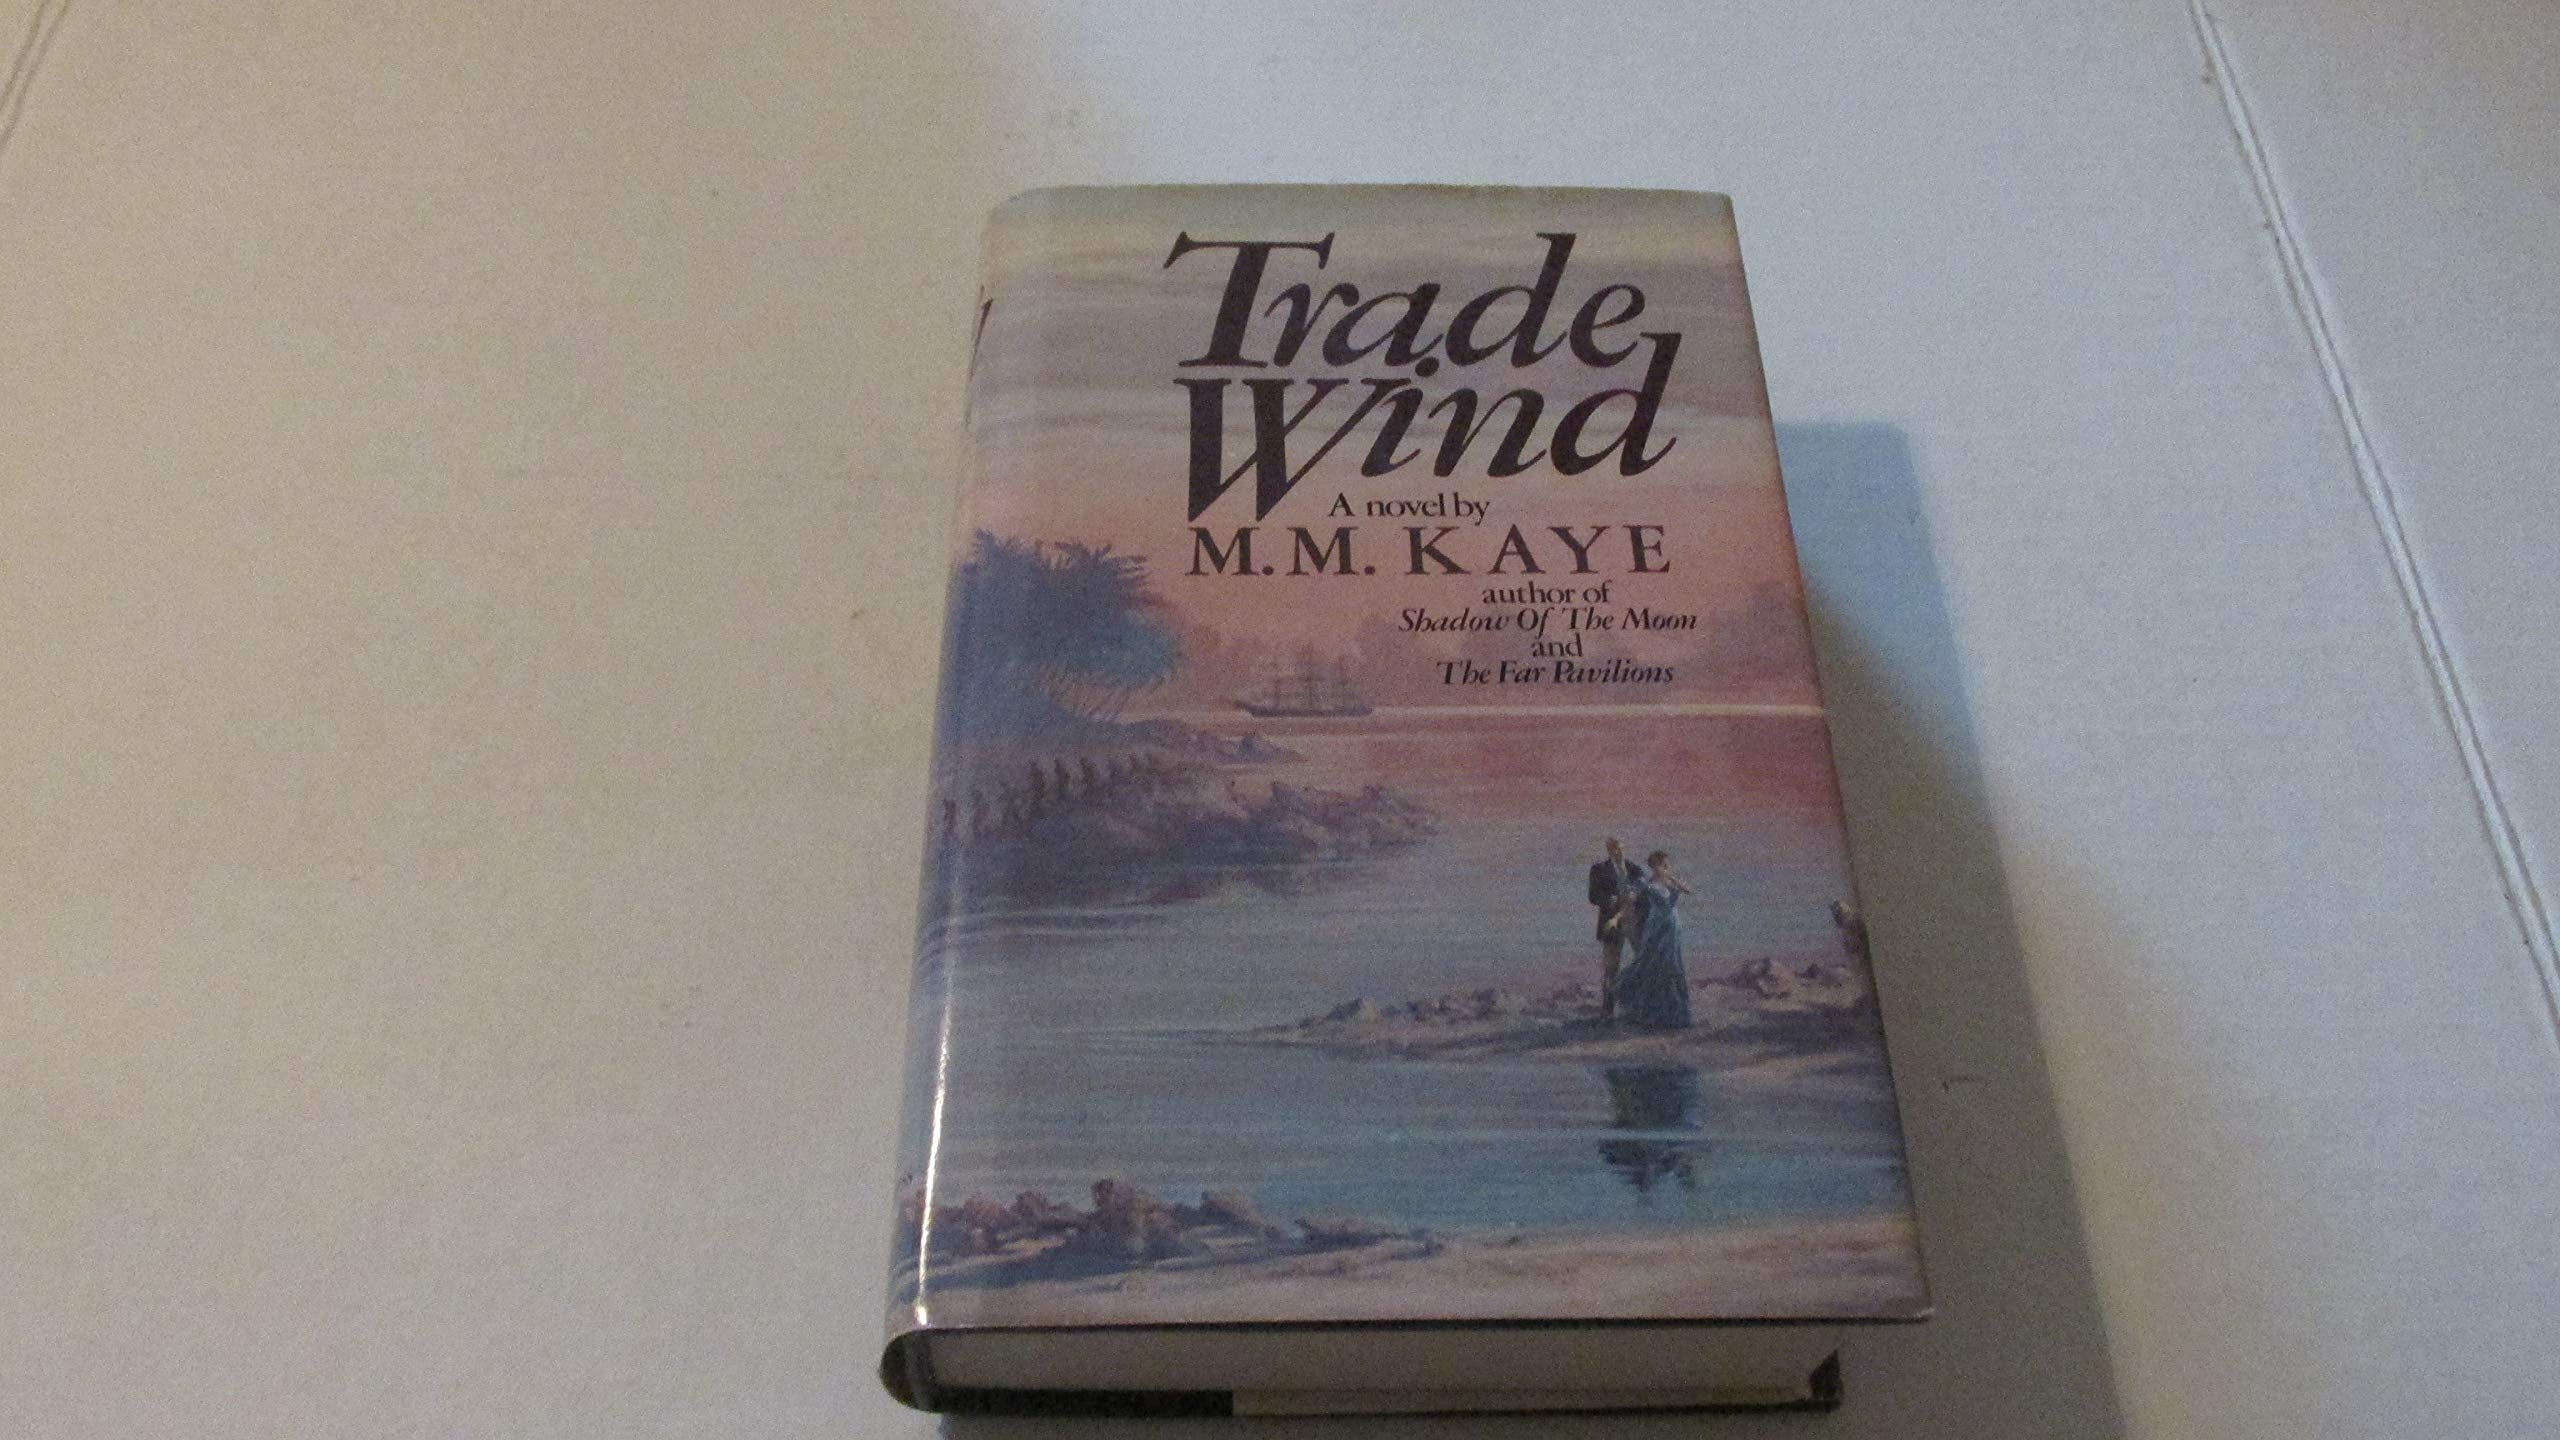 Trade
Wind
A novel by
M.M. KAYE
author of
Shadow Of The Moon
and
The Far Pavilions